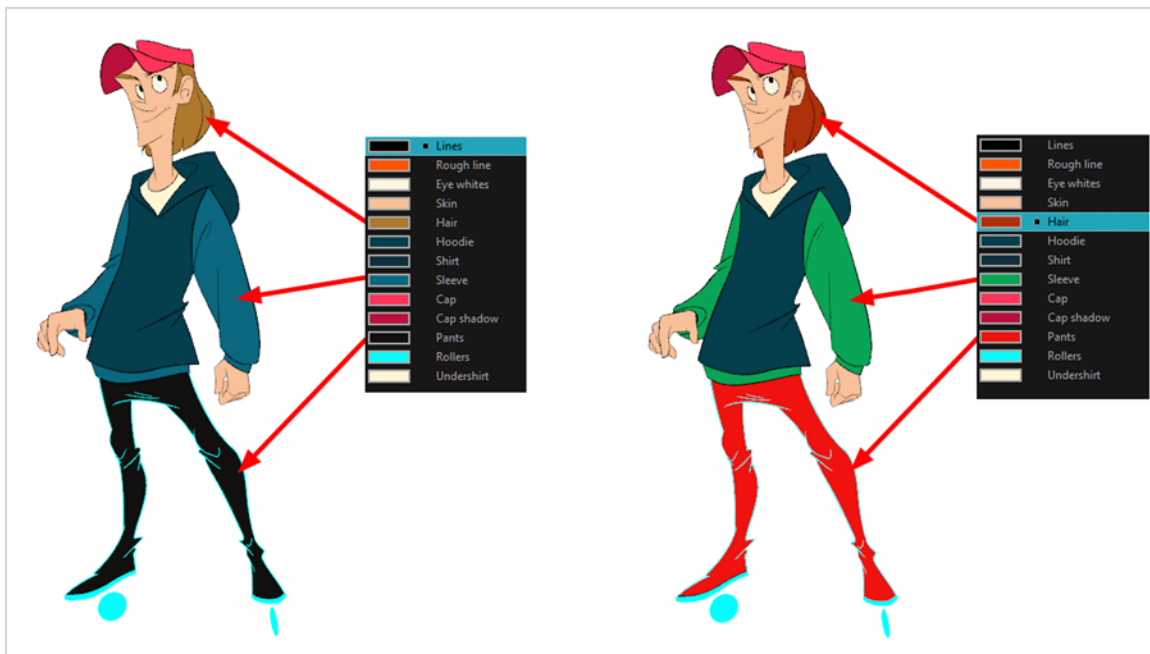 Lines
Rough line
Eye whites
Skin
Hair
Hoodie
Shirt
Sleeve
Cap
Cap shadow
Pants
Rollers
Undershirt
Lines
Rough line
Eye whites
Skin
Hair
Hoodie
Shirt
Sleeve
Cap
Cap shadow
Pants
Rollers
Undershirt